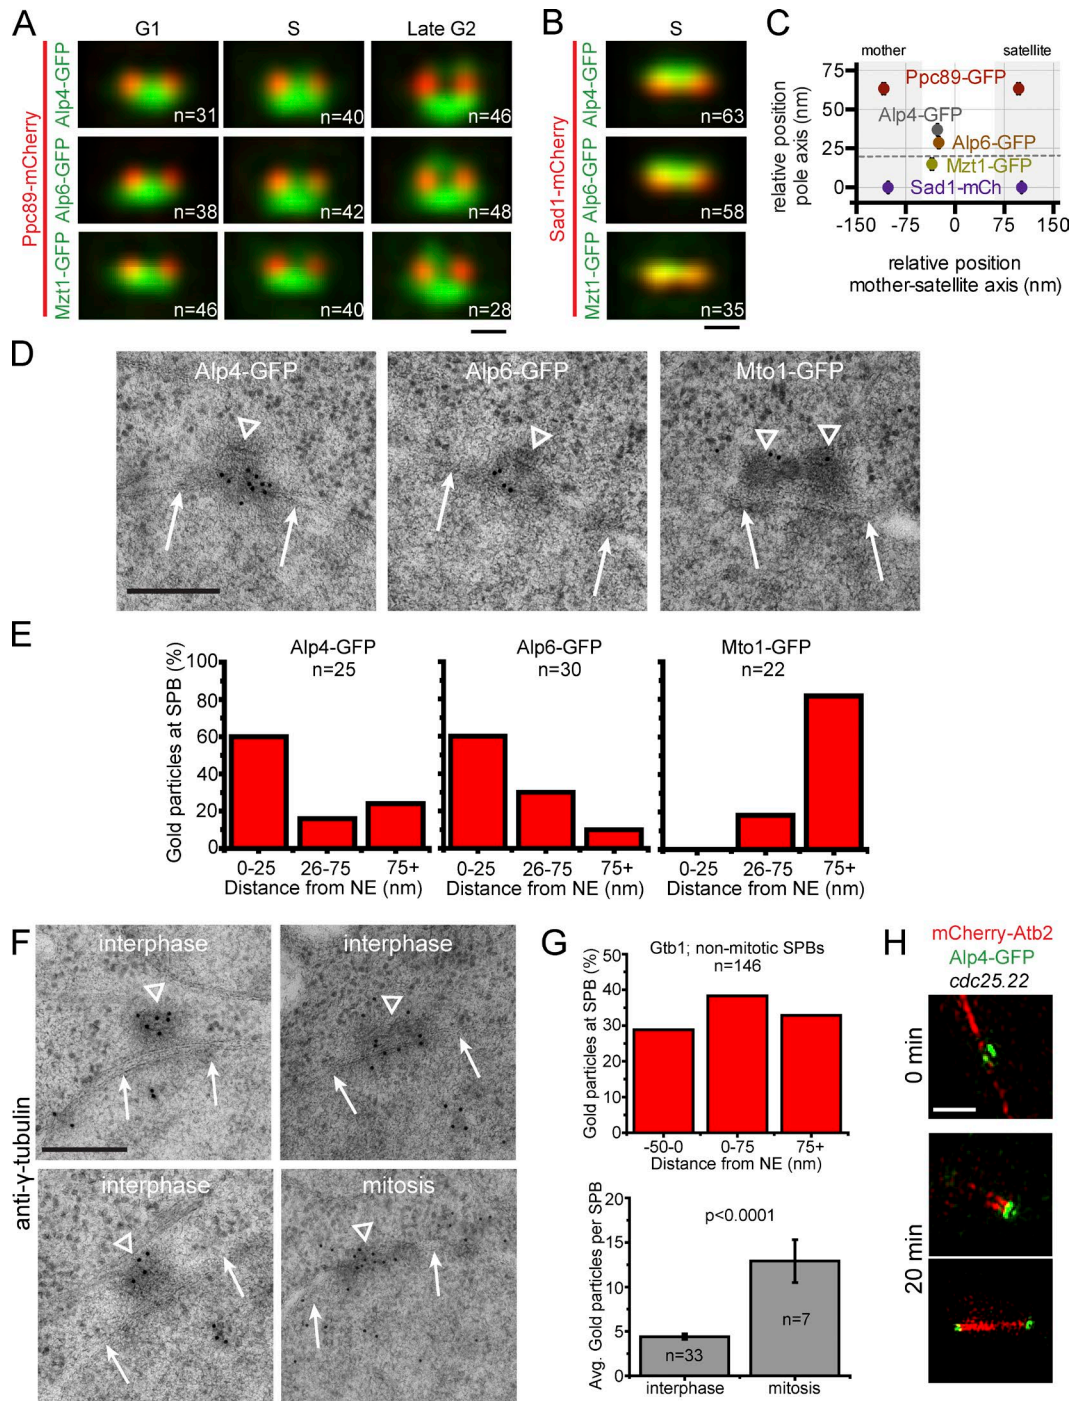 A
G1
S
Late G2
Ppc89-mCherry
Alp4-GFP
n=31
n=40
n=46
Alp6-GFP
n=38
n=42
n=48
Mzt1-GFP
n=46
n=40
n=28
B
S
Sad1-mCherry
Alp4-GFP
n=63
Alp6-GFP
n=58
Mzt1-GFP
n=35
C
mother
satellite
relative position
pole axis (nm)
75
50
25
0
Ppc89-GFP
Alp4-GFP
Alp6-GFP
Mzt1-GFP
Sad1-mCh
-150 -75 0 75 150
relative position
mother-satellite axis (nm)
D
Alp4-GFP
Alp6-GFP
Mto1-GFP
E
Gold particles at SPB (%)
100
80
60
40
20
0
Alp4-GFP
n=25
0-25 26-75 75+
Distance from NE (nm)
Alp6-GFP
n=30
0-25 26-75 75+
Distance from NE (nm)
Mto1-GFP
n=22
0-25 26-75 75+
Distance from NE (nm)
F
anti-γ-tubulin
interphase
interphase
interphase
mitosis
G
Gtb1; non-mitotic SPBs
n=146
Gold particles at SPB (%)
50
40
30
20
10
0
-50-0 0-75 75+
Distance from NE (nm)
Avg. Gold particles per SPB
20
15
10
5
0
p<0.0001
n=33
n=7
interphase mitosis
H
mCherry-Atb2
Alp4-GFP
cdc25.22
0 min
20 min